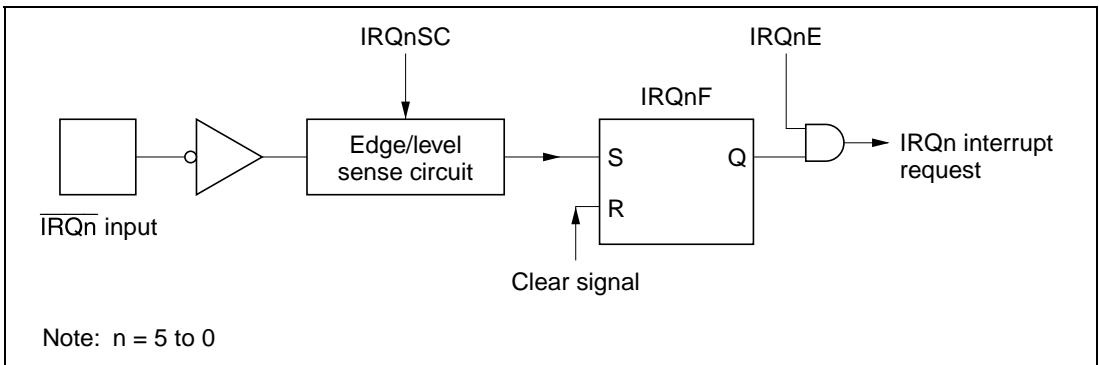 IRQnSC
IRQnE
IRQnF
Edge/level
sense circuit
S
Q
R
IRQn interrupt
request
IRQn input
Clear signal
Note: n = 5 to 0